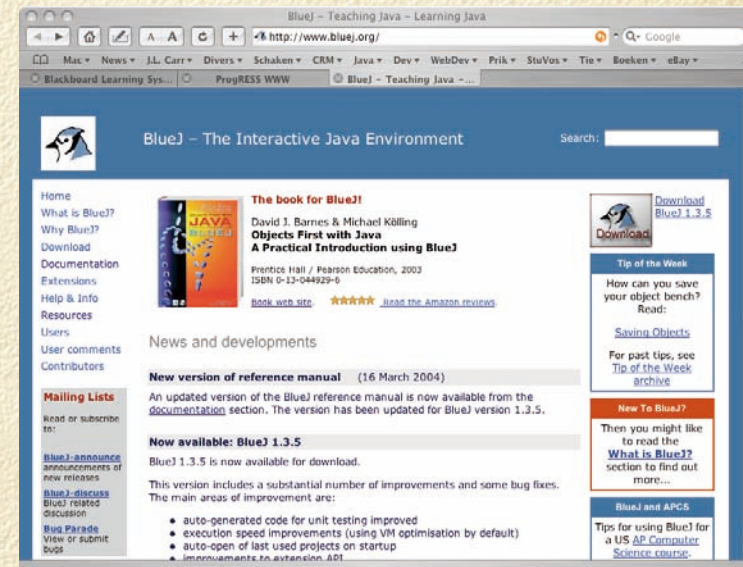 BlueJ – Teaching Java – Learning Java
A A C + http://www.bluej.org/ Q- Google
Mac News J.L. Carr Divers Schaken CRM Java Dev WebDev Prik StuVos Tie Boeken eBay
Blackboard Learning Sys... ProgRESS WWW BlueJ – Teaching Java –...
BlueJ – The Interactive Java Environment
Search:
Home
What is BlueJ?
Why BlueJ?
Download
Documentation
Extensions
Help & Info
Resources
Users
User comments
Contributors
Mailing Lists
Read or subscribe
to:
BlueJ-announce
announcements of
new releases
BlueJ-discuss
BlueJ related
discussion
Bug Parade
View or submit
bugs
JAVA
The book for BlueJ!
David J. Barnes & Michael Kölling
Objects First with Java
A Practical Introduction using BlueJ
Prentice Hall / Pearson Education, 2003
ISBN 0-13-044929-6
Book web site. Read the Amazon reviews.
News and developments
New version of reference manual (16 March 2004)
An updated version of the BlueJ reference manual is now available from the
documentation section. The version has been updated for BlueJ version 1.3.5.
Now available: BlueJ 1.3.5
BlueJ 1.3.5 is now available for download.
This version includes a substantial number of improvements and some bug fixes.
The main areas of improvement are:
• auto-generated code for unit testing improved
• execution speed improvements (using VM optimisation by default)
• auto-open of last used projects on startup
• improvements to extension API
Download
Download
BlueJ 1.3.5
Tip of the Week
How can you save
your object bench?
Read:
Saving Objects
For past tips, see
Tip of the Week
archive
New To BlueJ?
Then you might like
to read the
What is BlueJ?
section to find out
more...
BlueJ and APCS
Tips for using BlueJ for
a US AP Computer
Science course.